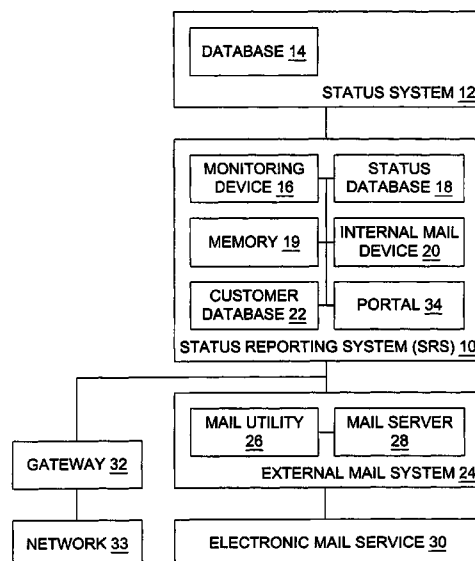 DATABASE 14
STATUS SYSTEM 12
MONITORING
DEVICE 16
STATUS
DATABASE 18
MEMORY 19
INTERNAL MAIL
DEVICE 20
CUSTOMER
DATABASE 22
PORTAL 34
STATUS REPORTING SYSTEM (SRS) 10
MAIL UTILITY
26
MAIL SERVER
28
EXTERNAL MAIL SYSTEM 24
GATEWAY 32
NETWORK 33
ELECTRONIC MAIL SERVICE 30